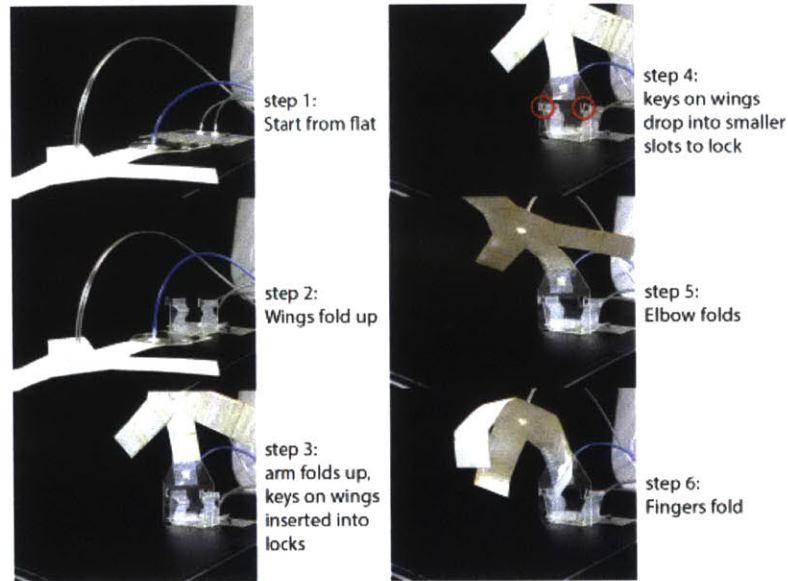 step 1:
Start from flat
step 2:
Wings fold up
step 3:
arm folds up,
keys on wings
inserted into
locks
step 4:
keys on wings
drop into smaller
slots to lock
step 5:
Elbow folds
step 6:
Fingers fold